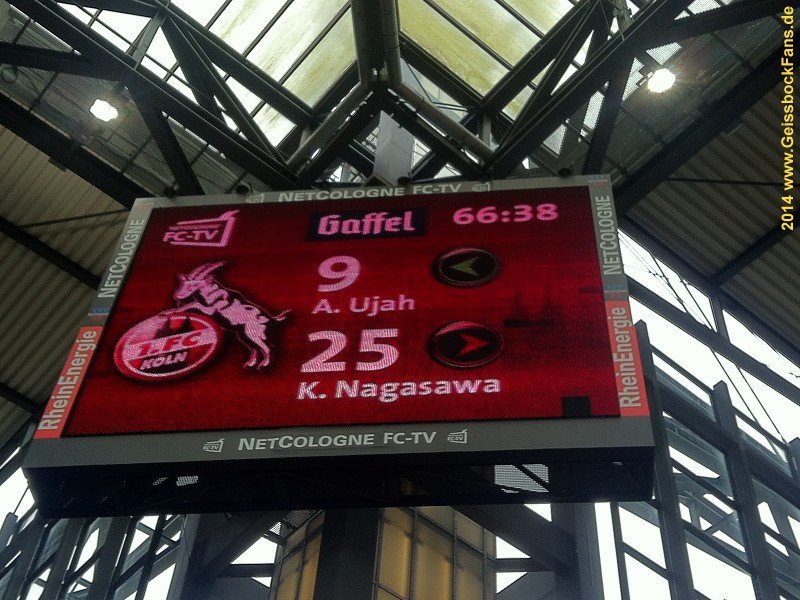 NETCOLOGNE FC-TV
NETCOLOGNE
FC-TV
Gaffel
66:38
9
A. Ujah
1. FC
KÖLN
25
K. Nagasawa
NETCOLOGNE
RheinEnergie
NETCOLOGNE
RheinEnergie
NETCOLOGNE FC-TV
2014 www.GeissbockFans.de